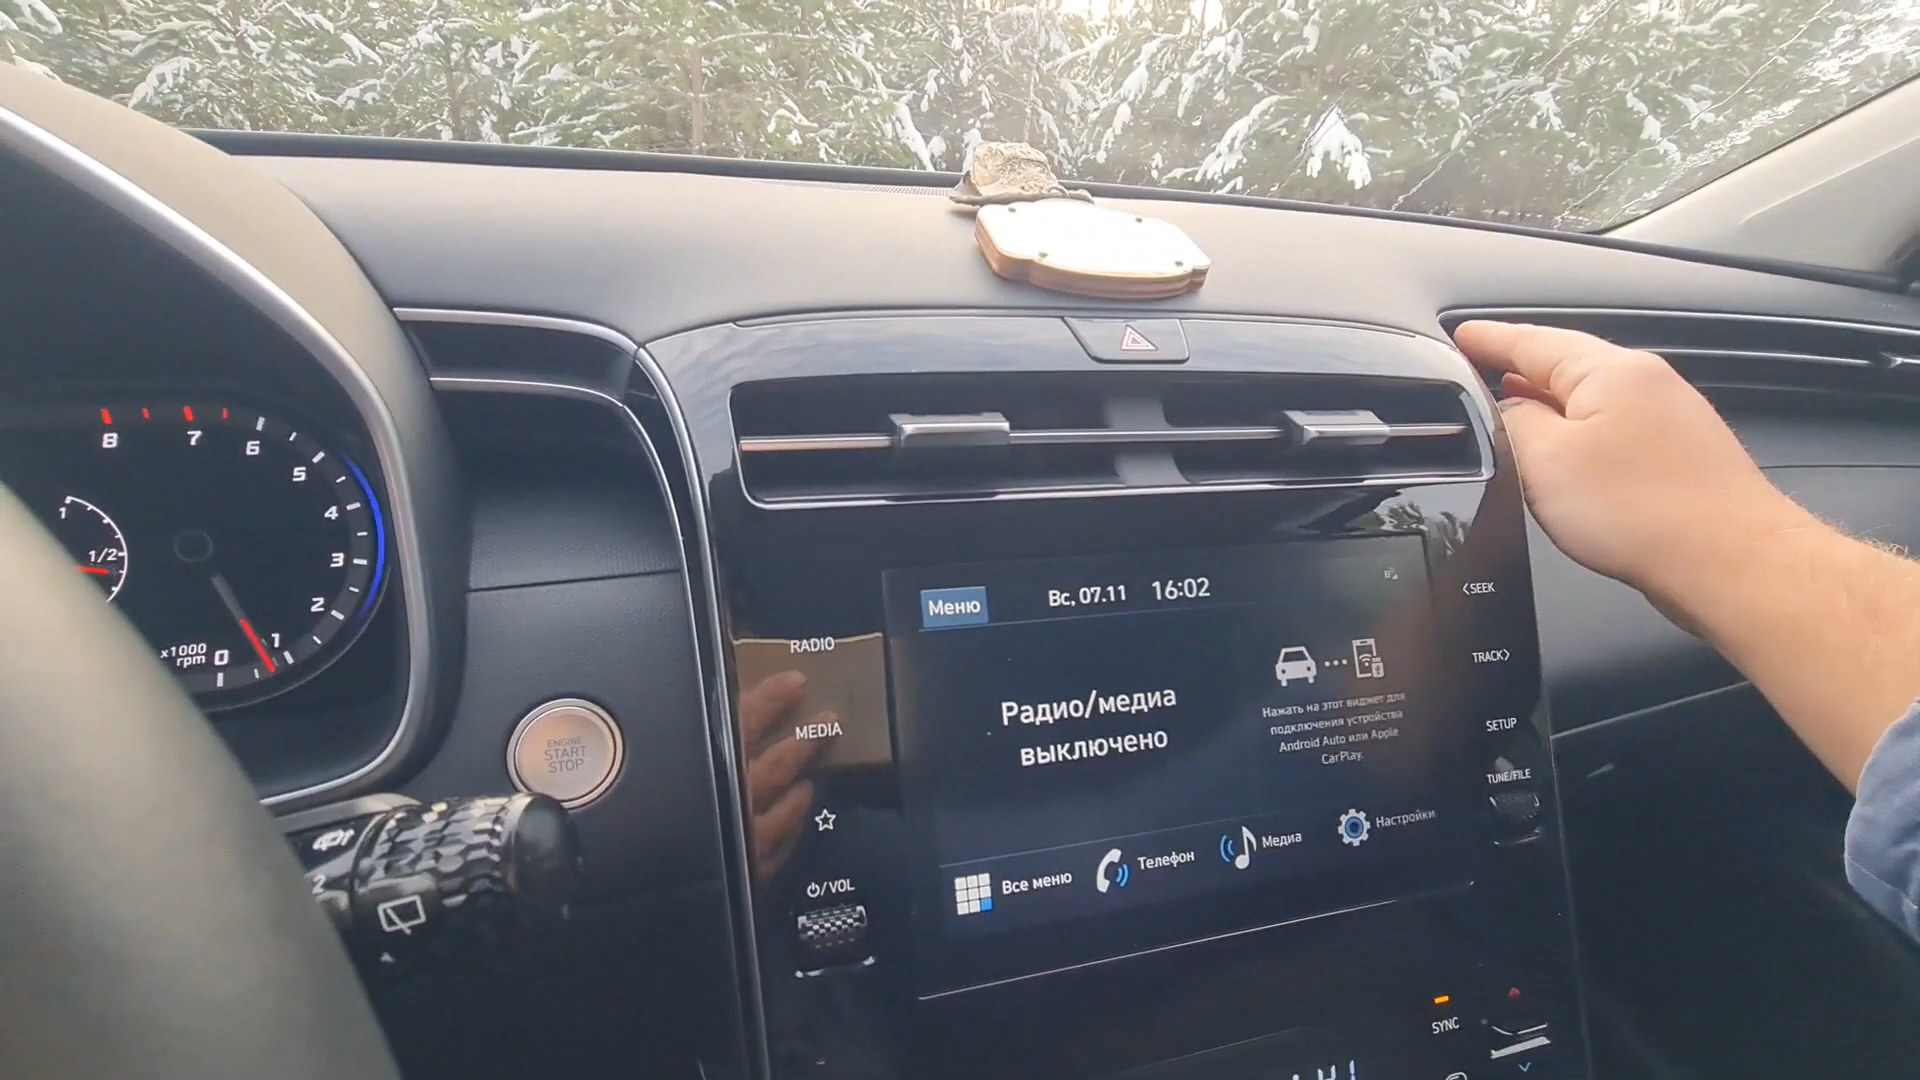 8
7
6
5
4
3
2
1
0
x1000
rpm
1
1/2
ENGINE
START
STOP
2
RADIO
MEDIA
/VOL
Меню
Вс, 07.11
16:02
Радио/медиа
выключено
Нажать на этот виджет для
подключения устройства
Android Auto или Apple
CarPlay.
Все меню
Телефон
Медиа
Настройки
<SEEK
TRACK>
SETUP
TUNE/FILE
SYNC